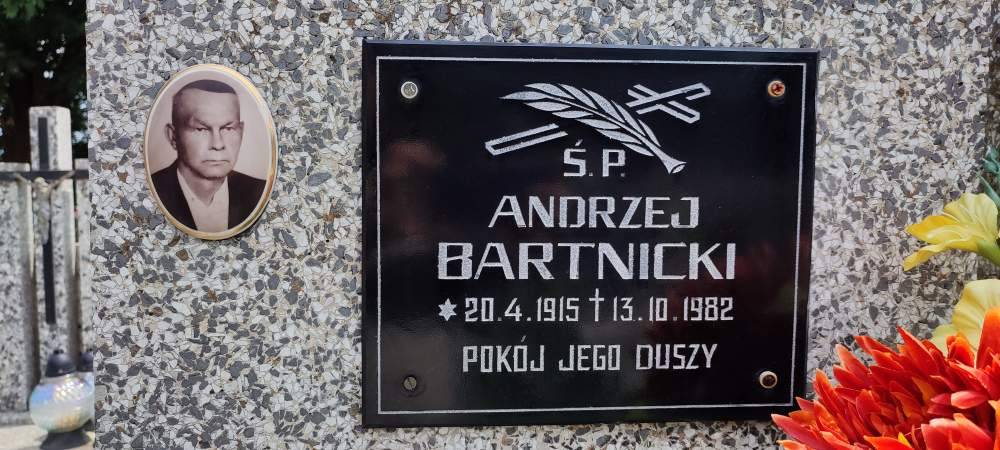 Ś.P.
ANDRZEJ
BARTNICKI
* 20.4.1915 † 13.10.1982
POKÓJ JEGO DUSZY